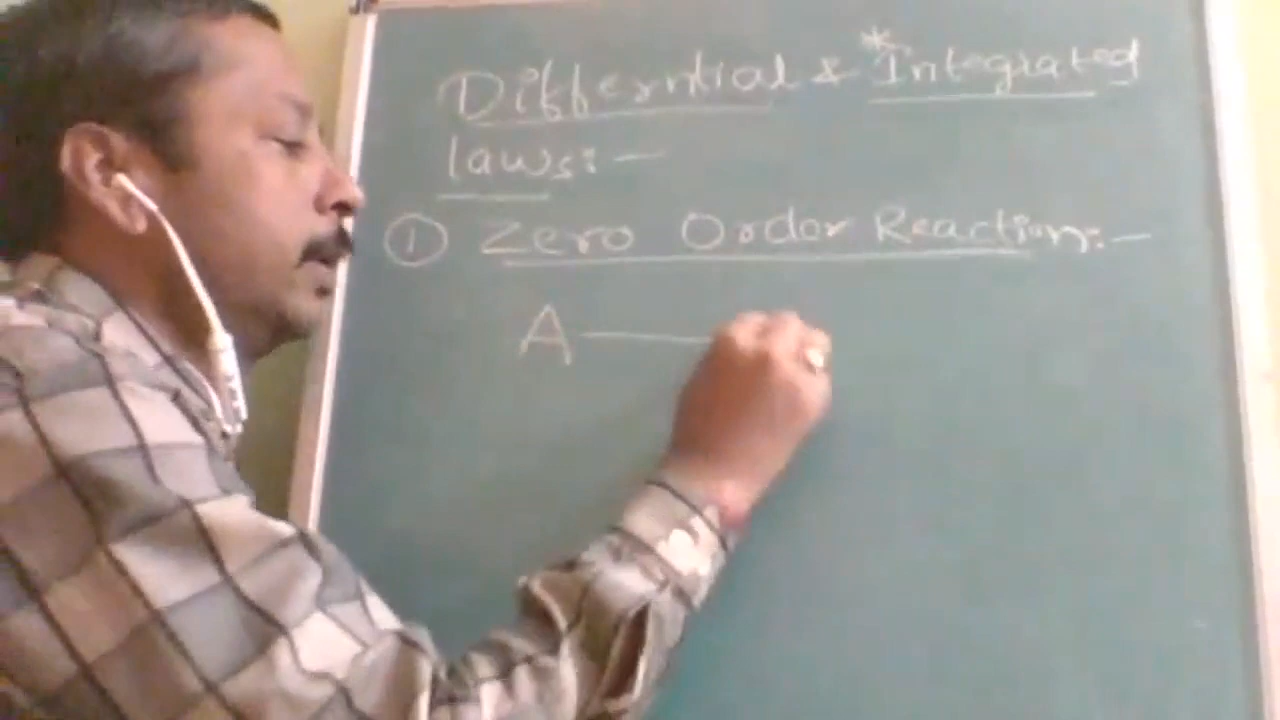 Differntial & *Integrated
laws:-
① Zero Order Reaction:-
A —